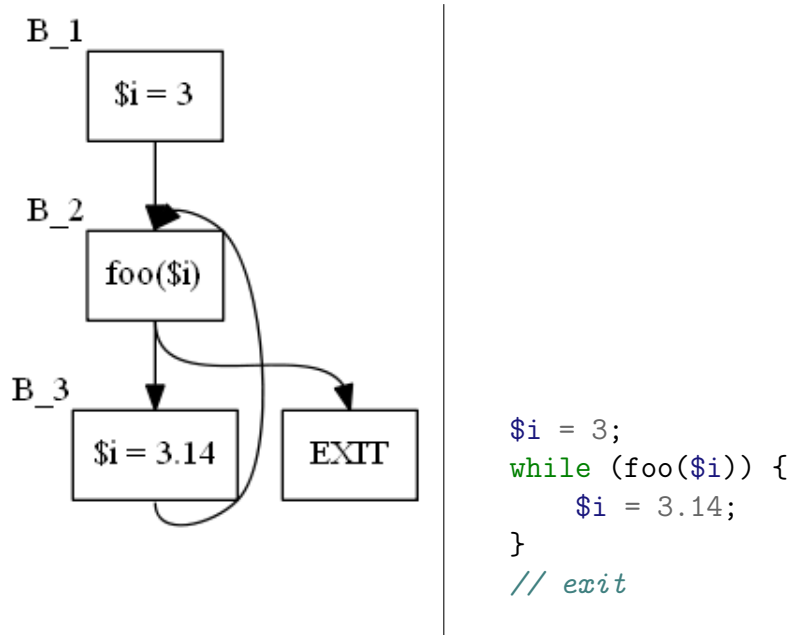 B_1
$i = 3
B_2
foo($i)
B_3
$i = 3.14
EXIT
$i = 3;
while (foo($i)) {
    $i = 3.14;
}
// exit